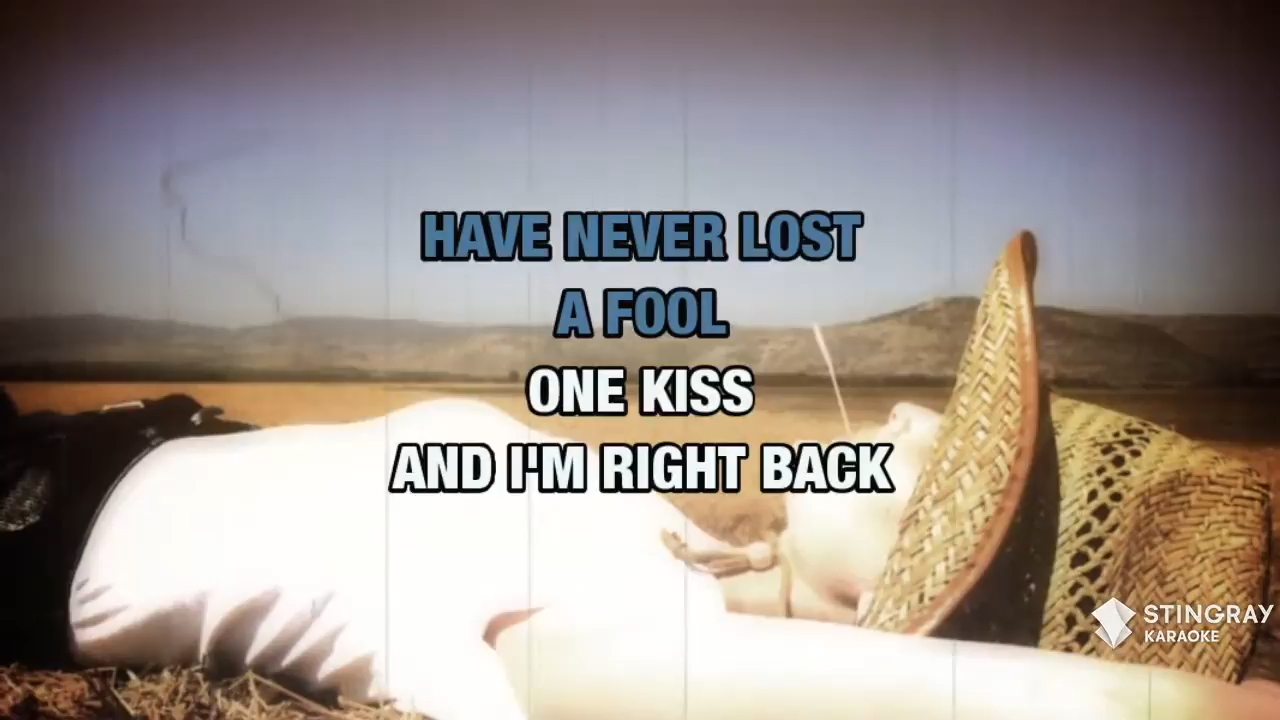 HAVE NEVER LOST
A FOOL
ONE KISS
AND I'M RIGHT BACK
STINGRAY
KARAOKE